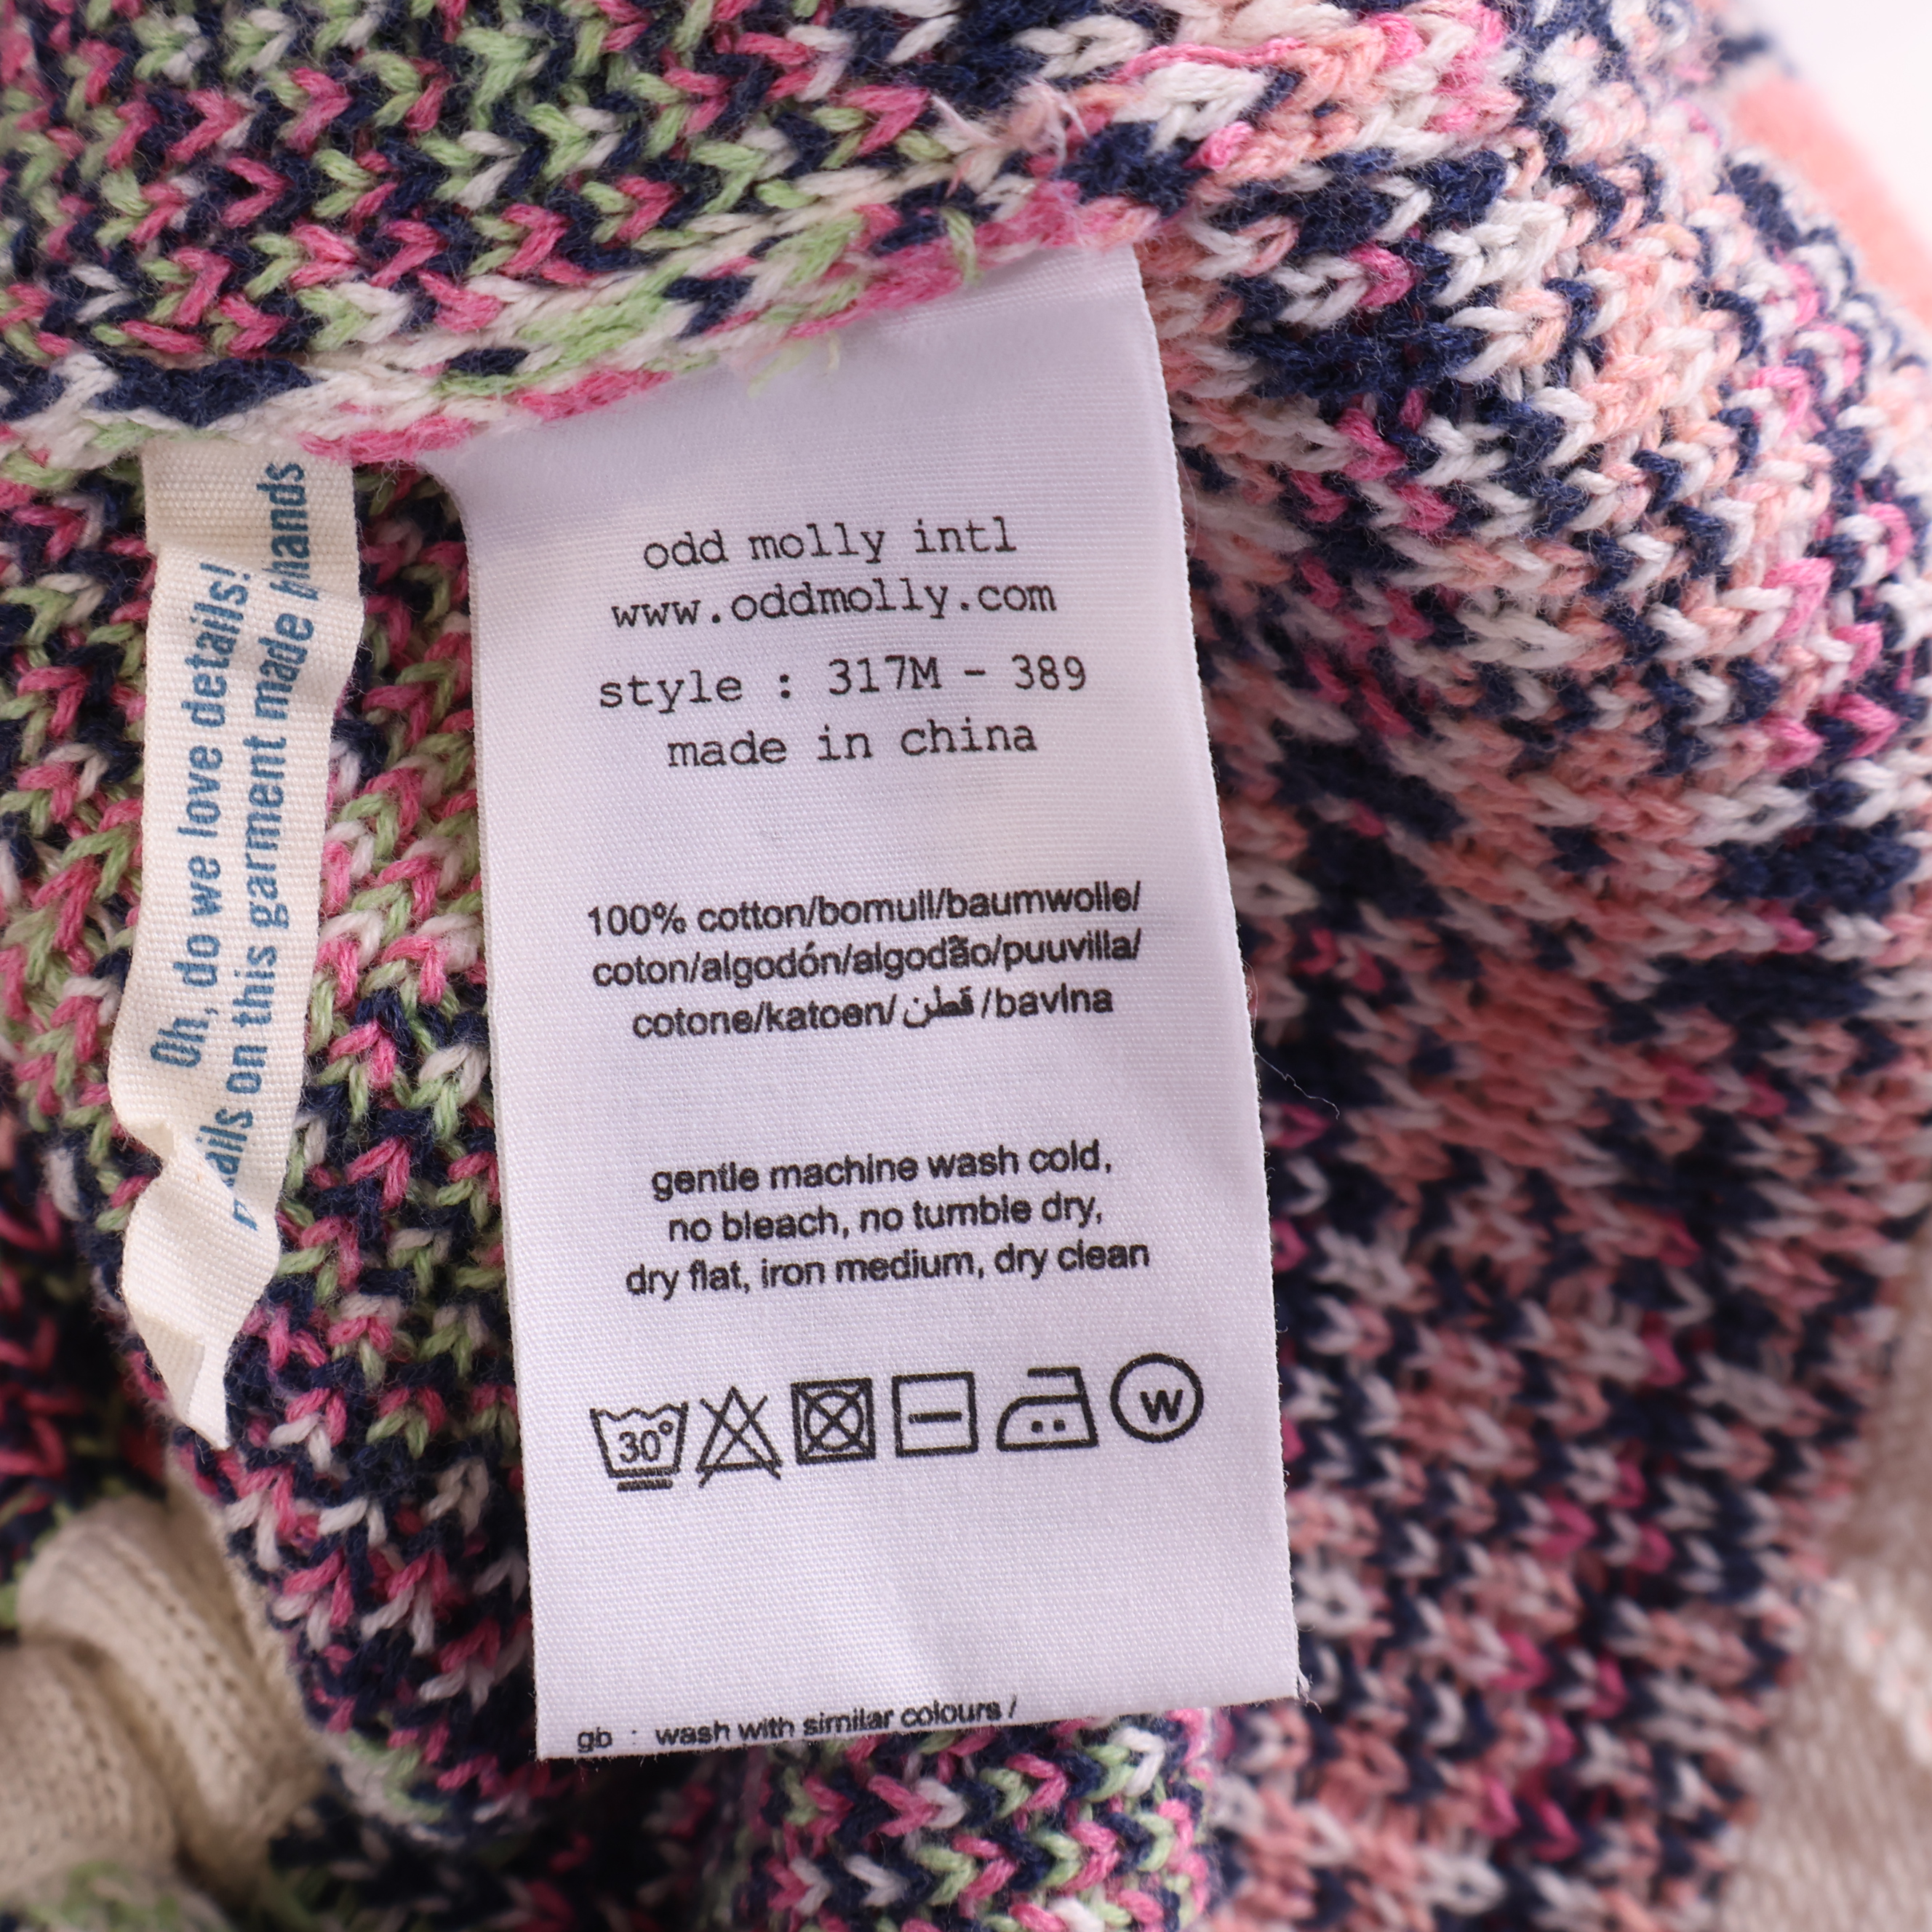 Oh, do we love details!
on this garment made hands
odd molly intl
www.oddmolly.com
style : 317M - 389
made in china
100% cotton/bomull/baumwolle/
coton/algodón/algodão/puuvilla/
cotone/katoen/قطن/bavlna
gentle machine wash cold,
no bleach, no tumble dry,
dry flat, iron medium, dry clean
30°
W
gb : wash with similar colours /